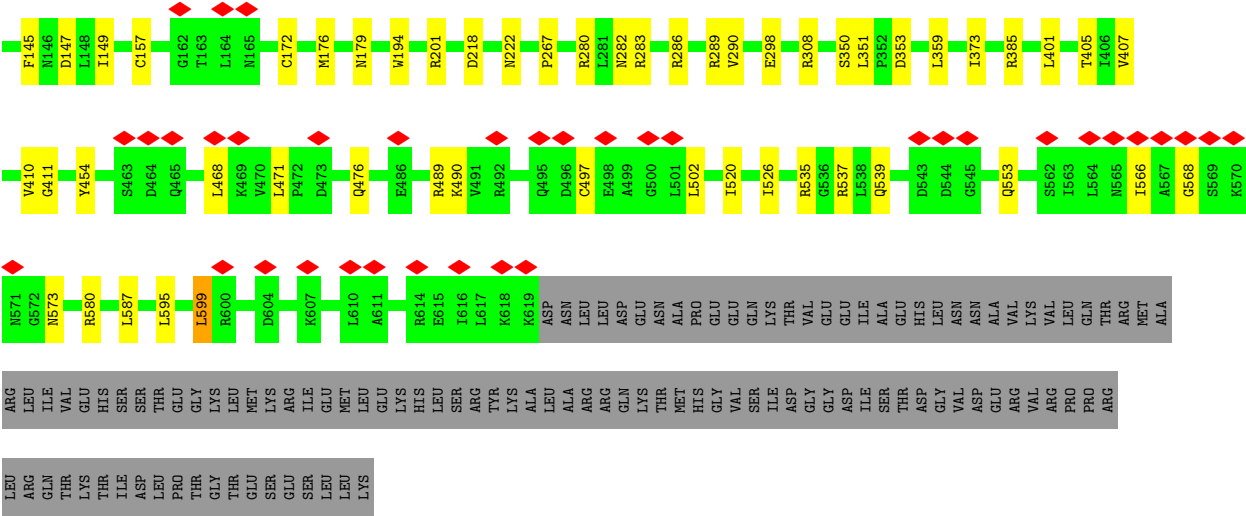 F145 N146 D147 L148 I149 C157 G162 T163 L164 N165 C172 M176 N179 W194 R201 D218 N222 P267 R280 L281 N282 R283 R286 R289 V290 E298 R308 S350 L351 P352 D353 L359 I373 R385 L401 T405 I406 V407
V410 G411 Y454 S463 D464 Q465 L468 K469 V470 L471 P472 D473 Q476 E486 R489 K490 V491 R492 Q495 D496 C497 E498 A499 G500 L501 L502 I520 I526 R535 G536 R537 L538 Q539 D543 D544 G545 Q553 S562 I563 L564 N565 I566 A567 G568 S569 K570
N571 G572 N573 R580 L587 L595 L599 R600 D604 K607 L610 A611 R614 E615 I616 L617 K618 K619 ASP ASN LEU LEU ASP GLU ASN ALA PRO GLU GLU GLN LYS THR VAL GLU GLU ILE ALA GLU HIS LEU ASN ASN ALA VAL LYS VAL LEU GLN THR ARG MET ALA
ARG LEU ILE VAL GLU HIS SER SER THR GLU GLY LYS LEU MET LYS ARG ILE GLU MET LEU GLU LYS HIS LEU SER ARG TYR LYS ALA LEU ALA ARG ARG GLN LYS THR MET HIS GLY VAL SER ILE ASP GLY GLY ASP ILE SER THR ASP GLY VAL ASP GLU ARG VAL ARG PRO PRO ARG
LEU ARG GLN THR LYS THR ILE ASP LEU PRO THR GLY THR GLU SER GLU SER LEU LEU LYS